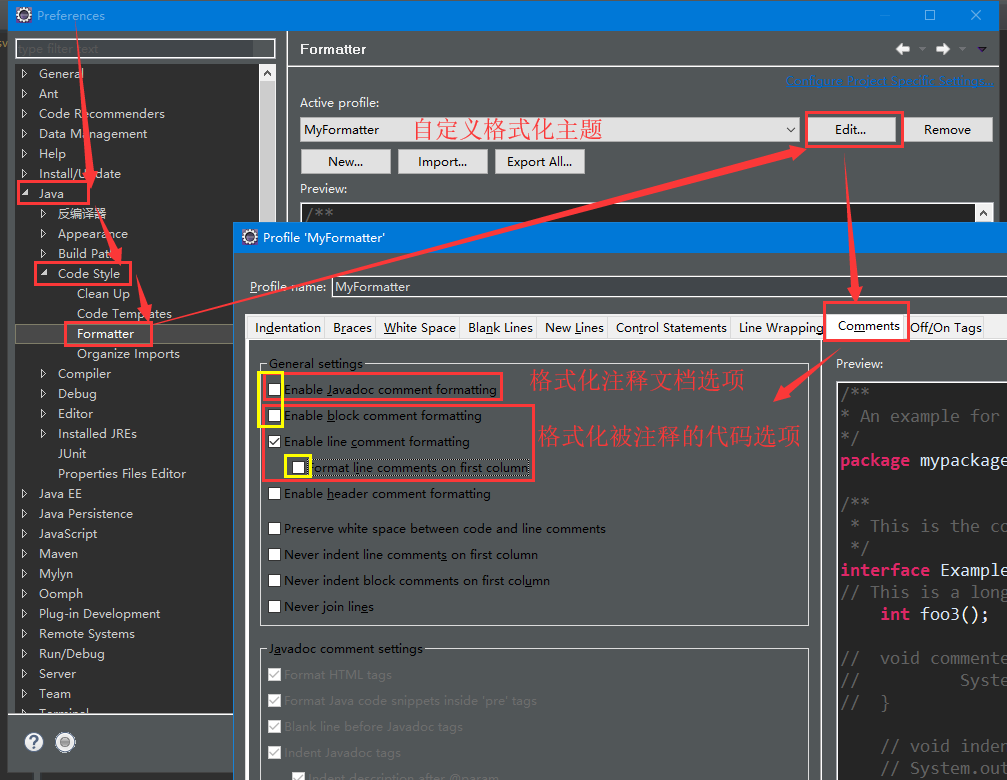 Preferences
type filter text
General
Ant
Code Recommenders
Data Management
Help
Install/Update
Java
反编译器
Appearance
Build Path
Code Style
Clean Up
Code Templates
Formatter
Organize Imports
Compiler
Debug
Editor
Installed JREs
JUnit
Properties Files Editor
Java EE
Java Persistence
JavaScript
Maven
Mylyn
Oomph
Plug-in Development
Remote Systems
Run/Debug
Server
Team
Terminal
Formatter
Configure Project Specific Settings...
Active profile:
MyFormatter 自定义格式化主题 Edit... Remove
New... Import... Export All...
Preview:
/**
Profile 'MyFormatter'
Profile name: MyFormatter
Indentation Braces White Space Blank Lines New Lines Control Statements Line Wrapping Comments Off/On Tags
General settings
Enable Javadoc comment formatting 格式化注释文档选项
Enable block comment formatting
Enable line comment formatting 格式化被注释的代码选项
Format line comments on first column
Enable header comment formatting
Preserve white space between code and line comments
Never indent line comments on first column
Never indent block comments on first column
Never join lines
Javadoc comment settings
Format HTML tags
Format Java code snippets inside 'pre' tags
Blank line before Javadoc tags
Indent Javadoc tags
Indent description after @param
Preview:
/**
* An example for
*/
package mypackage
/**
* This is the co
*/
interface Example
// This is a long
int foo3();
// void commente
// Syste
// }
// void inden
// System.out